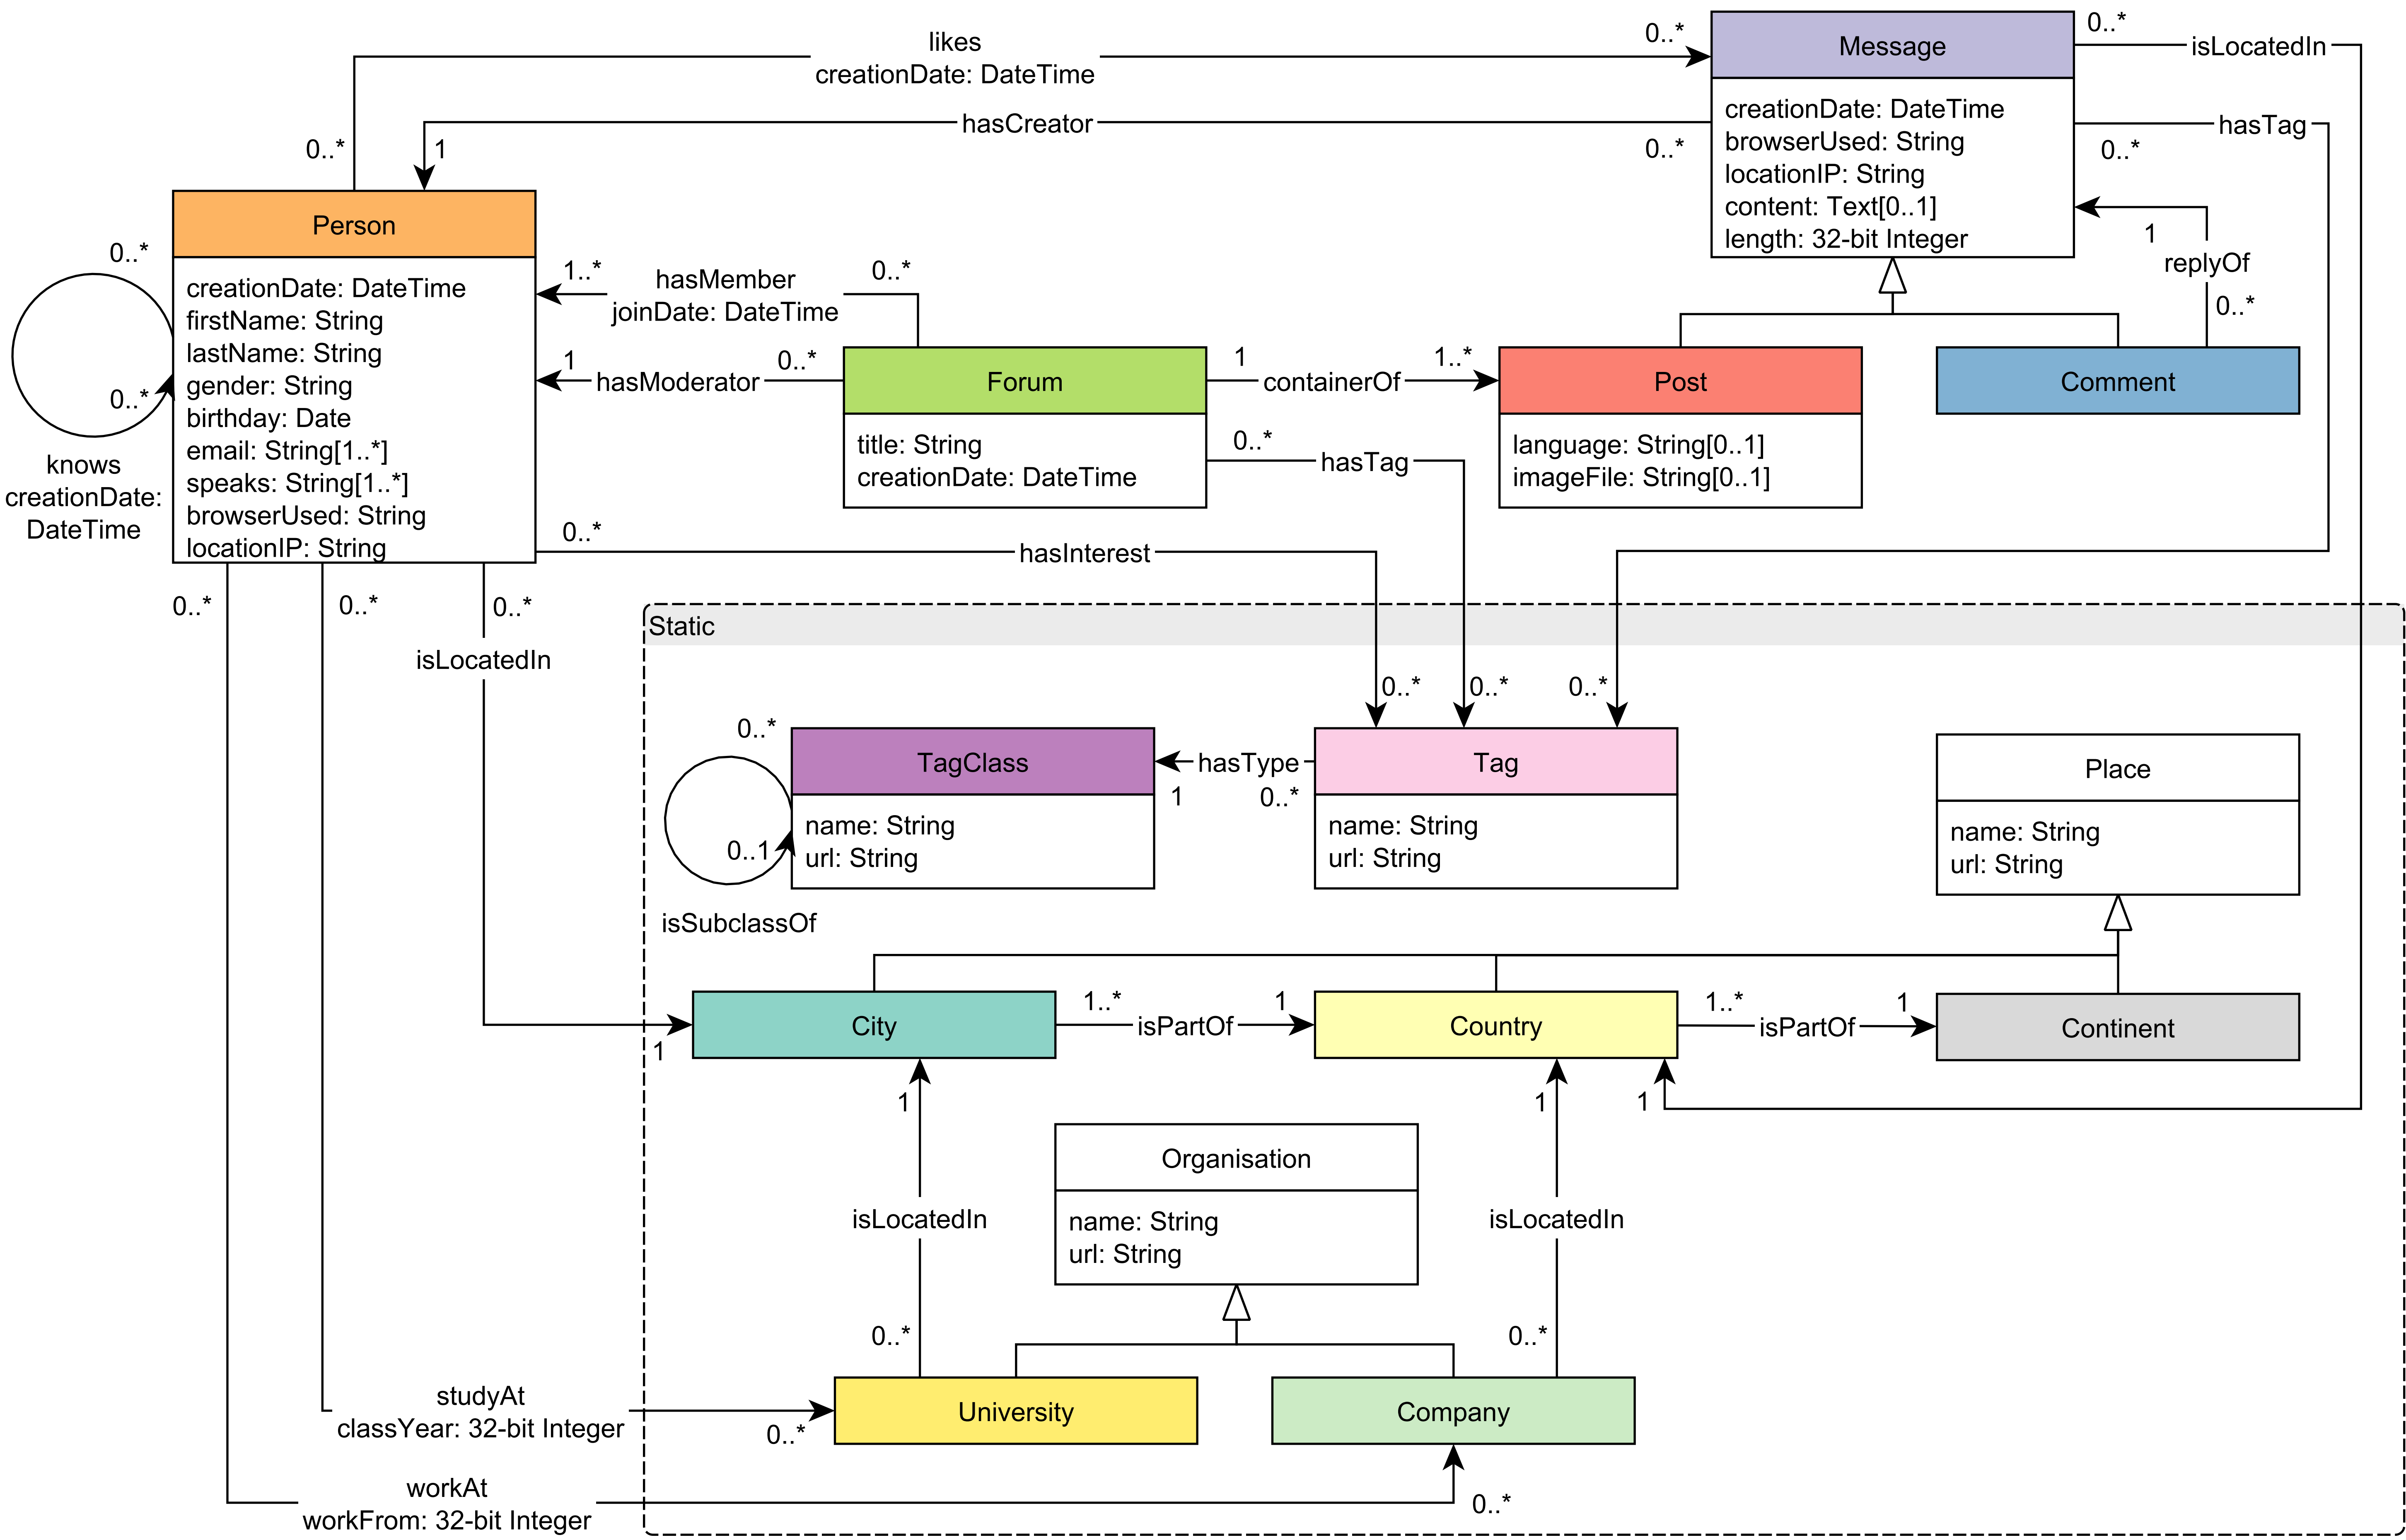 likes
creationDate: DateTime
0..*
Message
0..*
isLocatedIn
hasCreator
0..*
1
0..*
creationDate: DateTime
browserUsed: String
locationIP: String
content: Text[0..1]
length: 32-bit Integer
hasTag
0..*
1
replyOf
0..*
Person
creationDate: DateTime
firstName: String
lastName: String
gender: String
birthday: Date
email: String[1..*]
speaks: String[1..*]
browserUsed: String
locationIP: String
0..*
0..*
knows
creationDate:
DateTime
1..*
hasMember
joinDate: DateTime
0..*
1
hasModerator
0..*
Forum
title: String
creationDate: DateTime
1
containerOf
1..*
Post
language: String[0..1]
imageFile: String[0..1]
Comment
0..*
hasTag
0..*
hasInterest
0..*
0..*
0..*
isLocatedIn
Static
0..*
0..*
0..*
0..*
0..1
isSubclassOf
TagClass
name: String
url: String
hasType
1
0..*
Tag
name: String
url: String
Place
name: String
url: String
1
City
1..*
isPartOf
1
Country
1..*
isPartOf
1
Continent
1
1
1
Organisation
name: String
url: String
isLocatedIn
isLocatedIn
0..*
0..*
University
Company
studyAt
classYear: 32-bit Integer
0..*
workAt
workFrom: 32-bit Integer
0..*